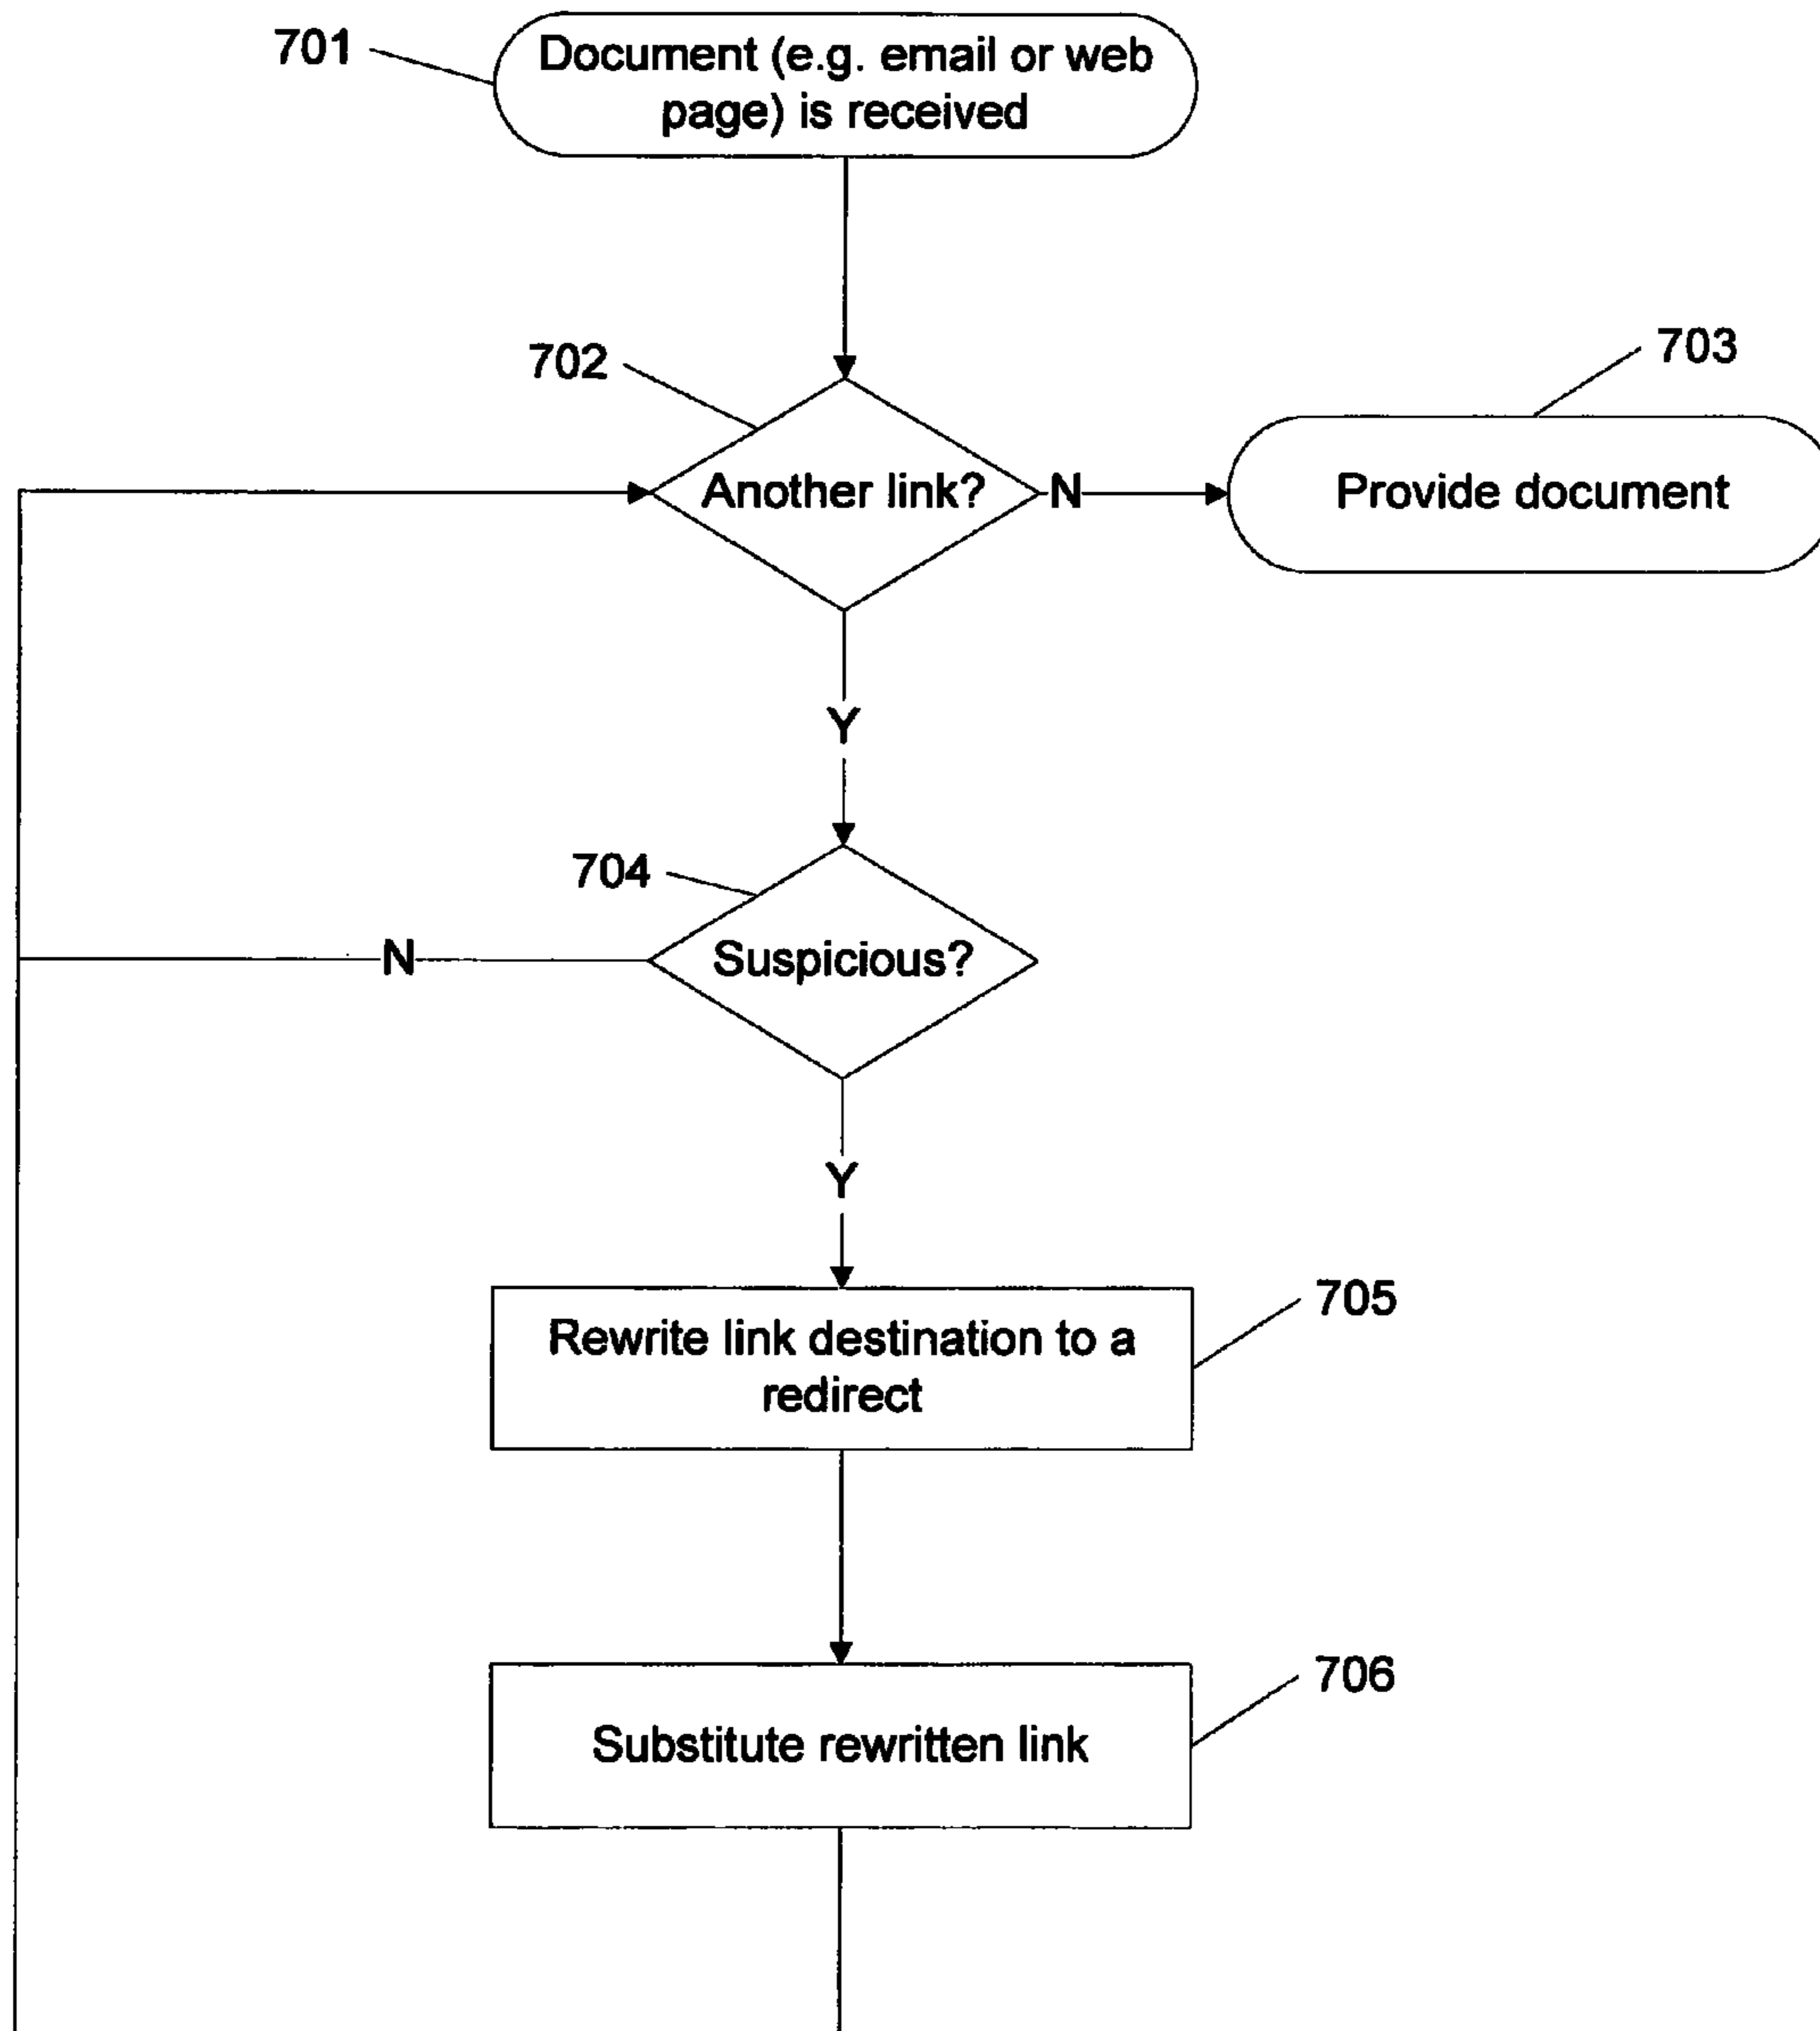 701
Document (e.g. email or web
page) is received
702
703
Another link?
N
Provide document
Y
704
Suspicious?
N
Y
705
Rewrite link destination to a
redirect
706
Substitute rewritten link